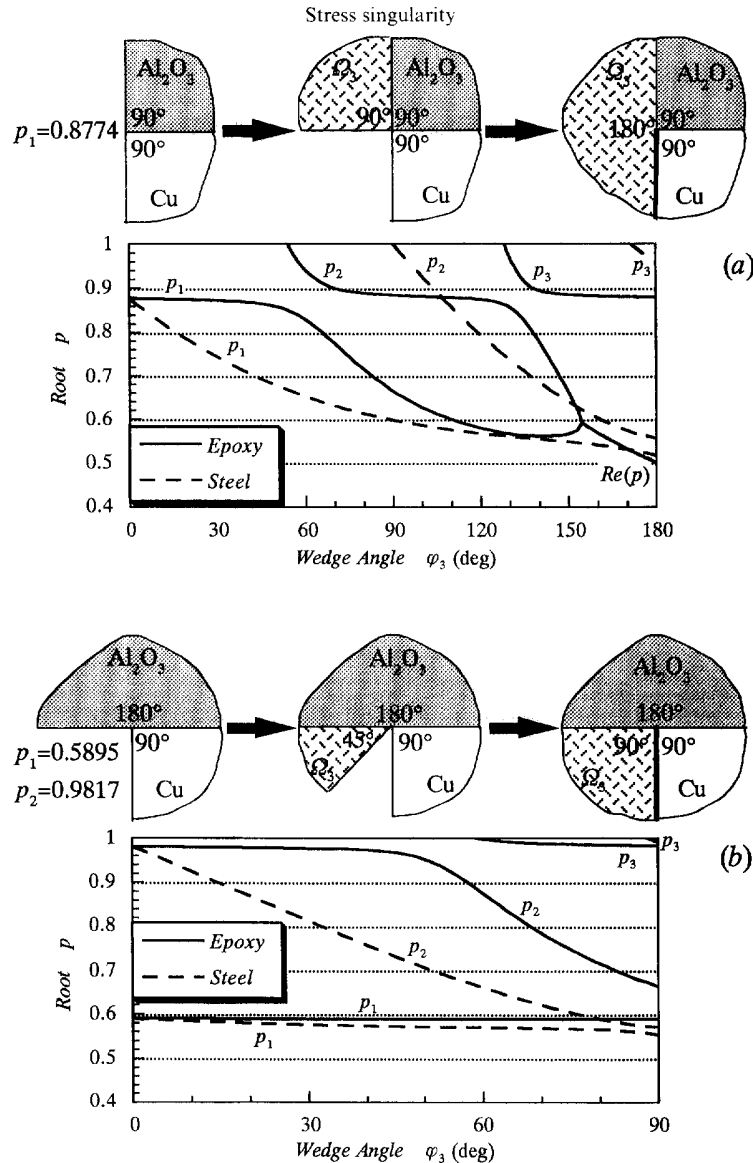 Stress singularity
Al₂O₃
90°
p₁=0.8774
90°
Cu
Ω₃
Al₂O₃
90°
90°
90°
Cu
Ω₃
Al₂O₃
180°
90°
90°
Cu
(a)
Root p
1
0.9
0.8
0.7
0.6
0.5
0.4
p₁
p₂
p₂
p₃
p₃
p₁
Re(p)
Epoxy
Steel
0 30 60 90 120 150 180
Wedge Angle φ₃ (deg)
Al₂O₃
180°
90°
p₁=0.5895
p₂=0.9817
Cu
Al₂O₃
180°
45°
90°
Ω₃
Cu
Al₂O₃
180°
90°
90°
Ω₃
Cu
(b)
Root p
1
0.9
0.8
0.7
0.6
0.5
0.4
p₃
p₃
p₂
p₂
p₁
p₁
Epoxy
Steel
0 30 60 90
Wedge Angle φ₃ (deg)